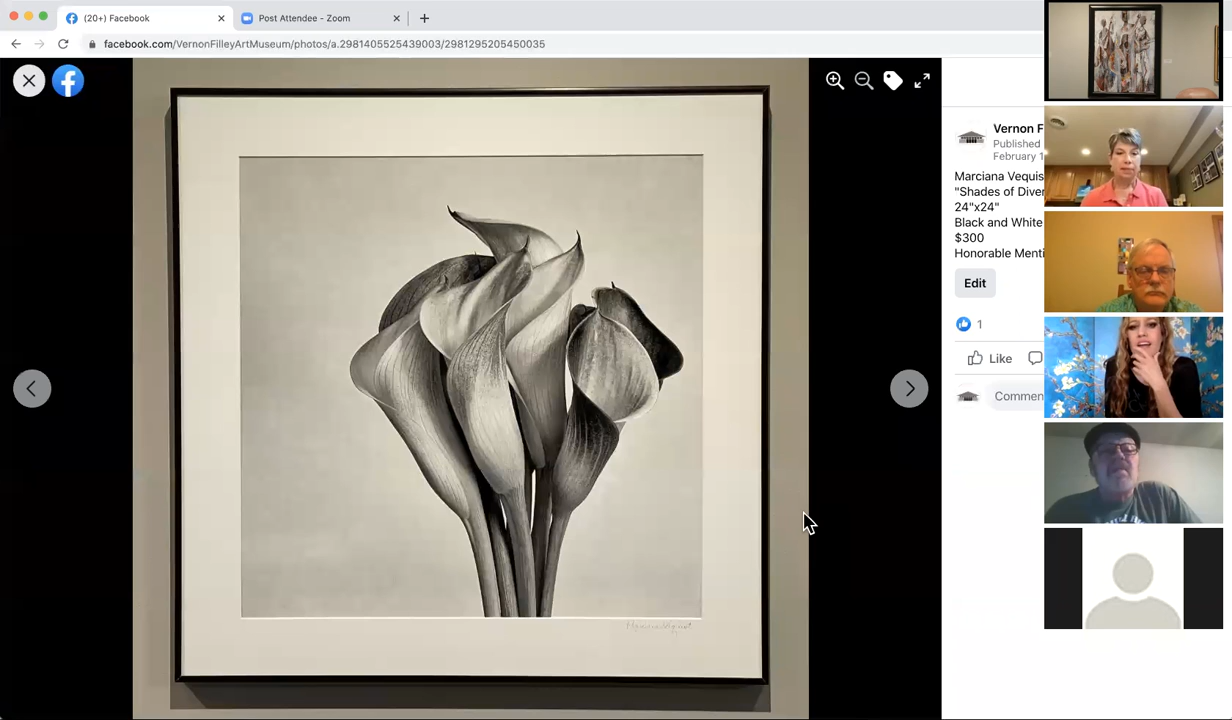 (20+) Facebook
Post Attendee - Zoom
facebook.com/VernonFilleyArtMuseum/photos/a.2981405525439003/2981295205450035
Vernon F
Published
February 1
Marciana Vequis
"Shades of Diver
24"x24"
Black and White
$300
Honorable Menti
Edit
1
Like
Commen